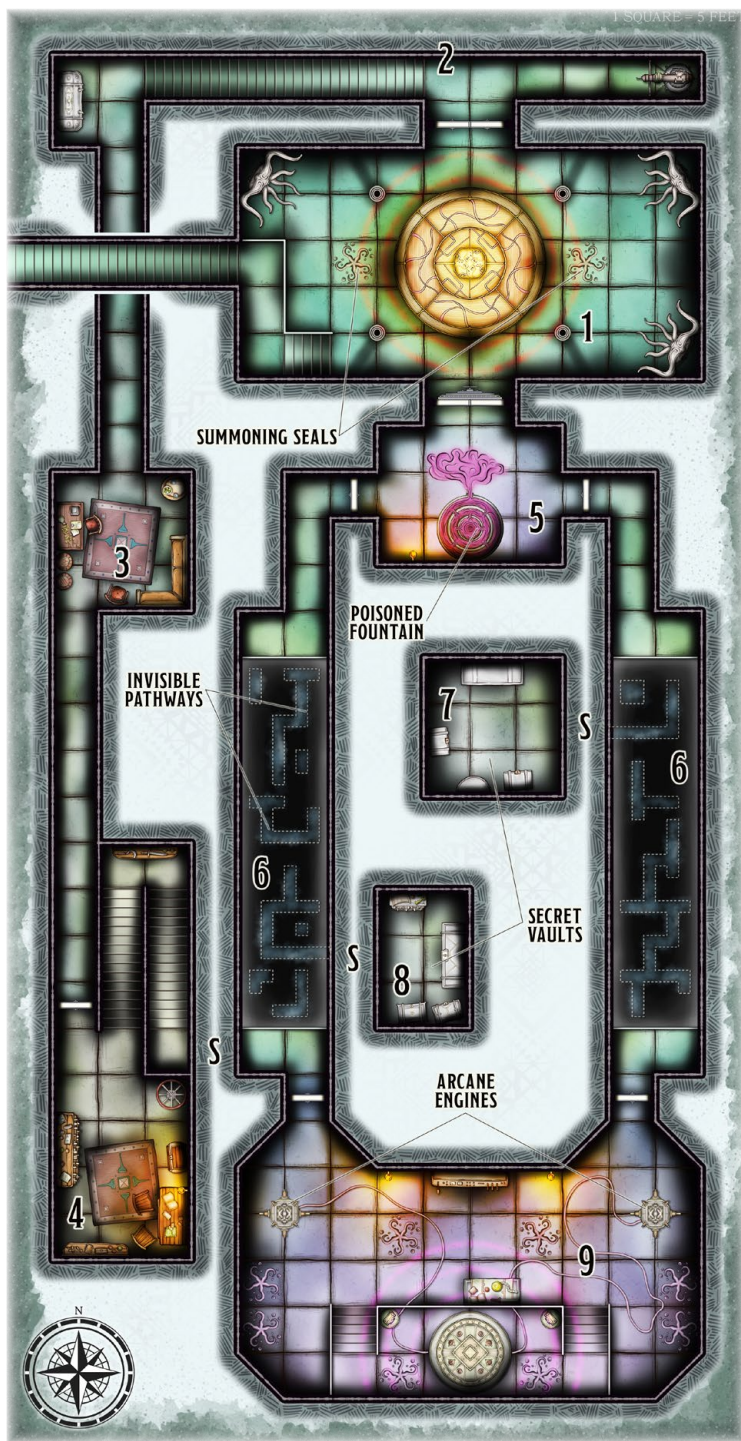 1 SQUARE = 5 FEE
2
1
SUMMONING SEALS
5
3
POISONED
FOUNTAIN
INVISIBLE
PATHWAYS
7
S
6
6
SECRET
VAULTS
S
8
S
ARCANE
ENGINES
4
9
N